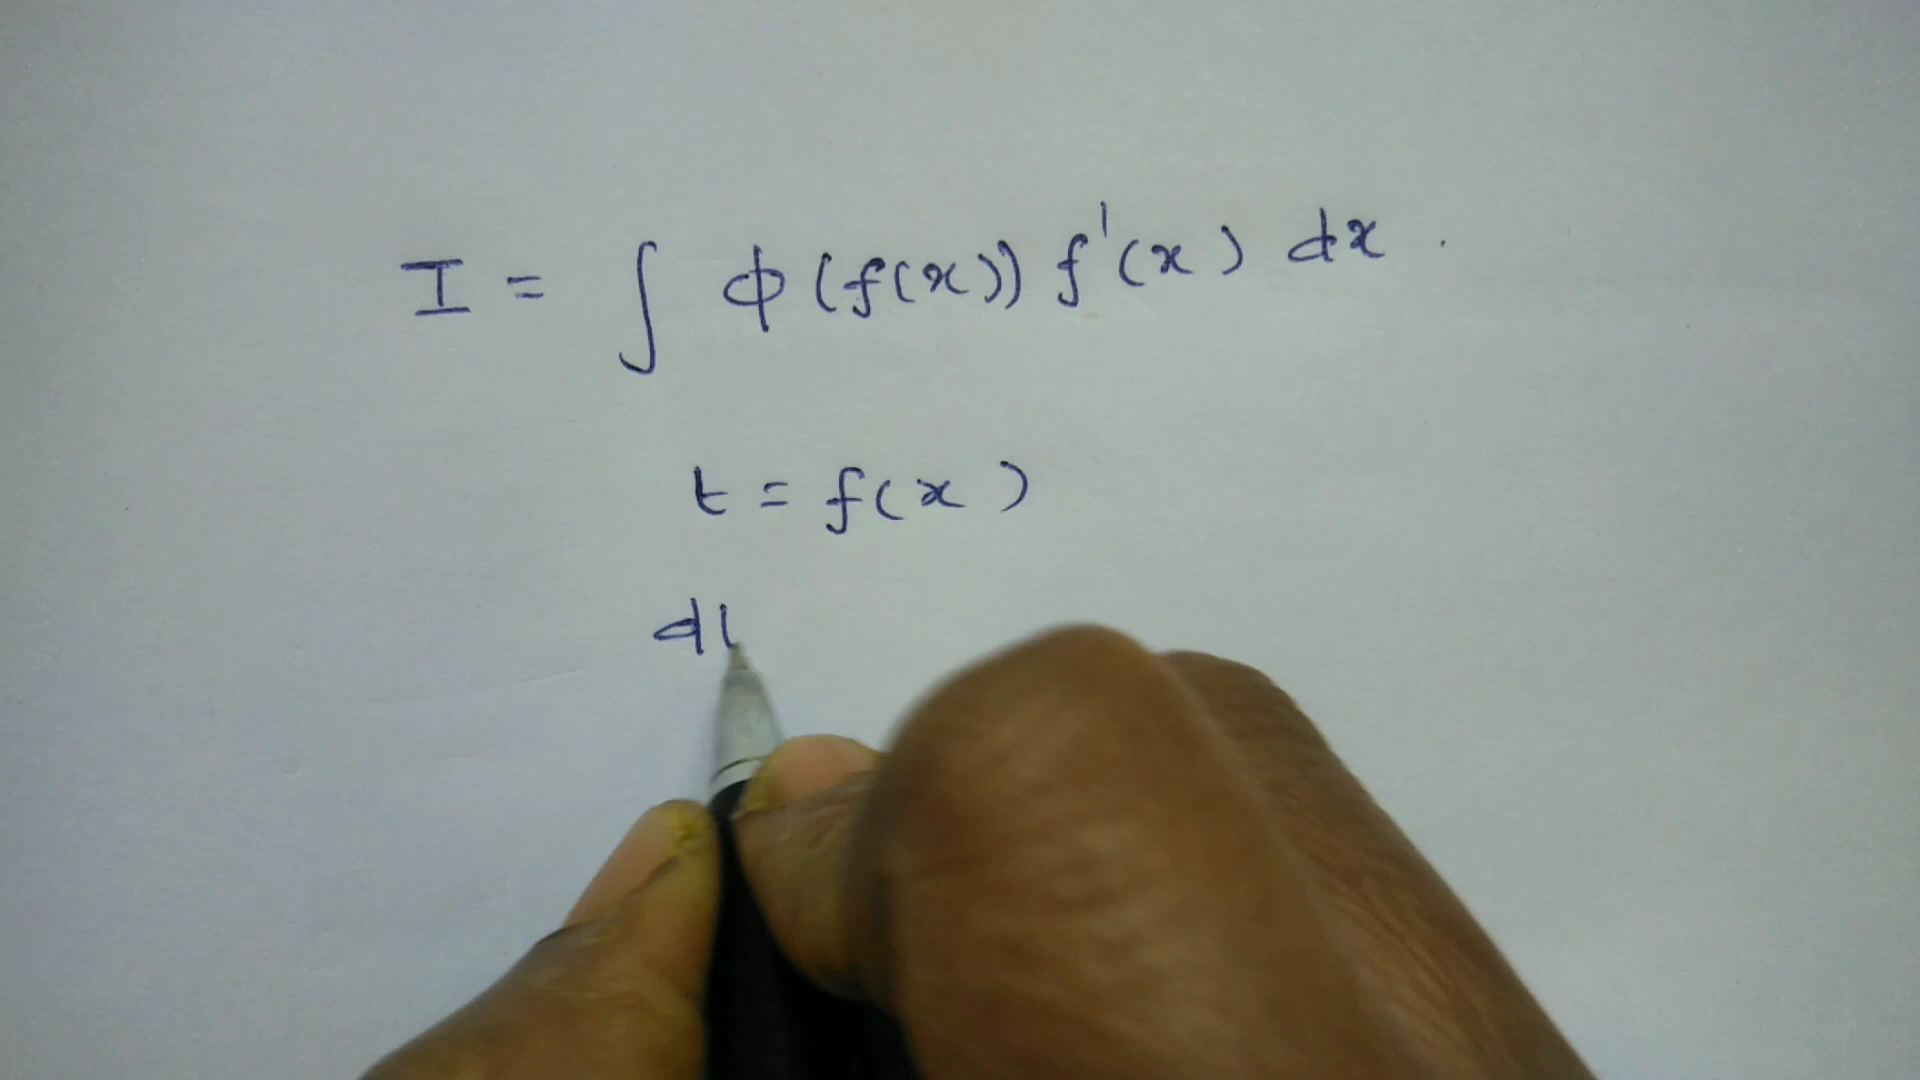 I = ∫ ϕ(f(x)) f'(x) dx .
t = f(x)
d